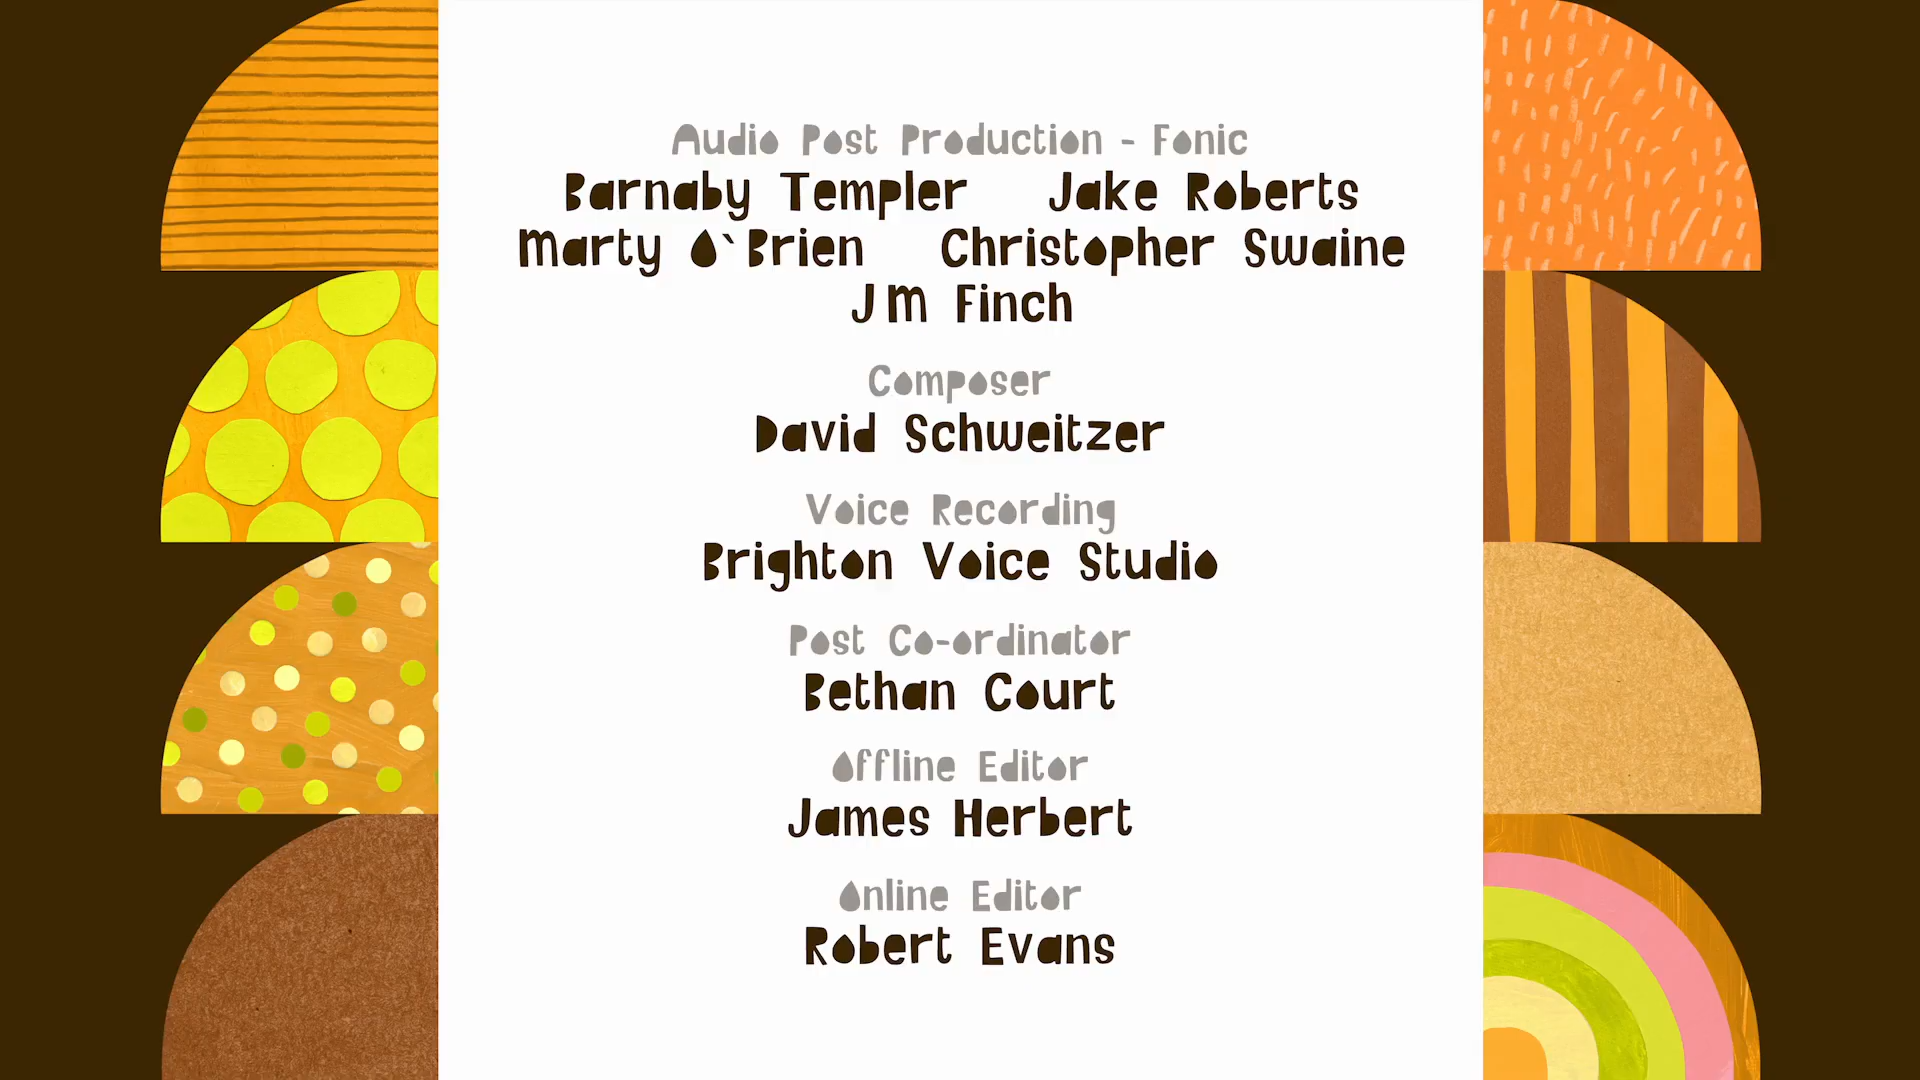 Audio Post Production - Fonic
Barnaby Templer Jake Roberts
Marty O`Brien Christopher Swaine
JM Finch
Composer
David Schweitzer
Voice Recording
Brighton Voice Studio
Post Co-ordinator
Bethan Court
Offline Editor
James Herbert
Online Editor
Robert Evans